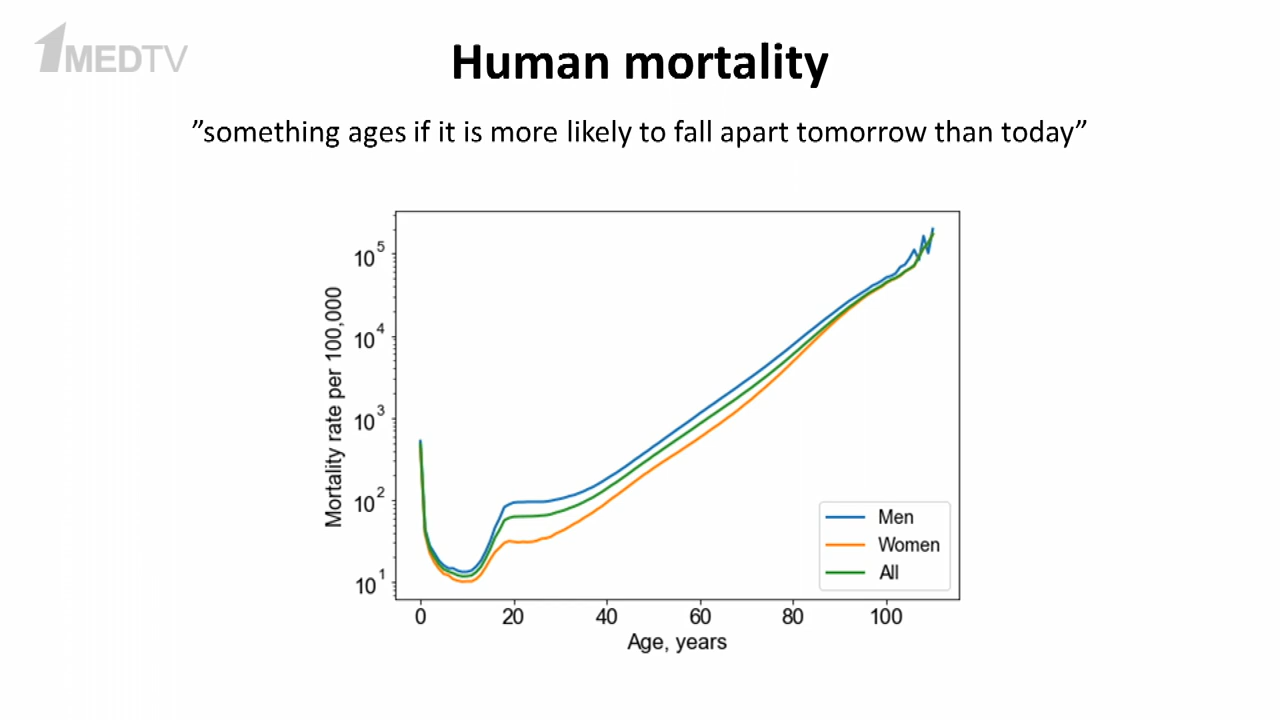 1MEDTV
Human mortality
”something ages if it is more likely to fall apart tomorrow than today”
Mortality rate per 100,000
10^5
10^4
10^3
10^2
10^1
Men
Women
All
0 20 40 60 80 100
Age, years